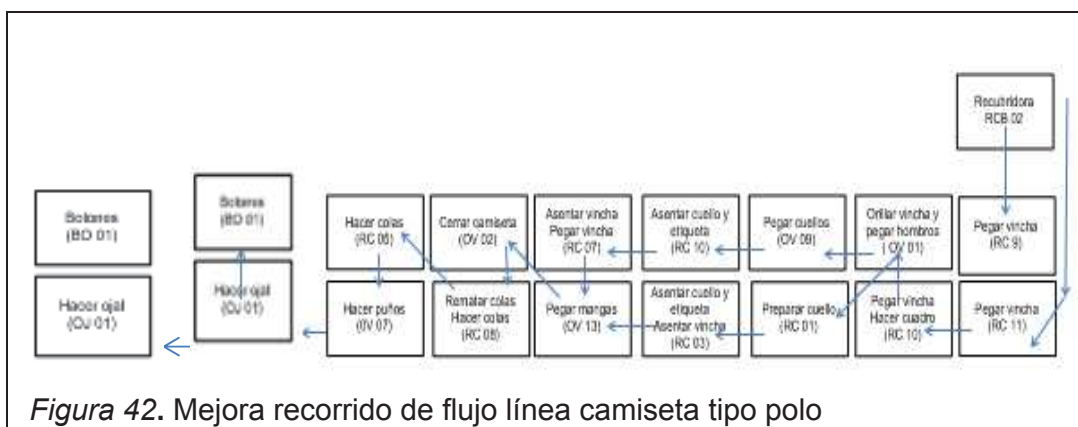 Recubridora
RCB 02
Botones
(BO 01)
Botones
(BO 01)
Hacer colas
(RC 06)
Cerrar camiseta
(OV 02)
Asentar vincha
Pegar vincha
(RC 07)
Asentar cuello y
etiqueta
(RC 10)
Pegar cuellos
(OV 09)
Orillar vincha y
pegar hombros
( OV 01)
Pegar vincha
(RC 9)
Hacer ojal
(OJ 01)
Hacer ojal
(OJ 01)
Hacer puños
(OV 07)
Rematar colas
Hacer colas
(RC 08)
Pegar mangas
(OV 13)
Asentar cuello y
etiqueta
Asentar vincha
(RC 03)
Preparar cuello
(RC 01)
Pegar vincha
Hacer cuadro
(RC 10)
Pegar vincha
(RC 11)
Figura 42. Mejora recorrido de flujo línea camiseta tipo polo